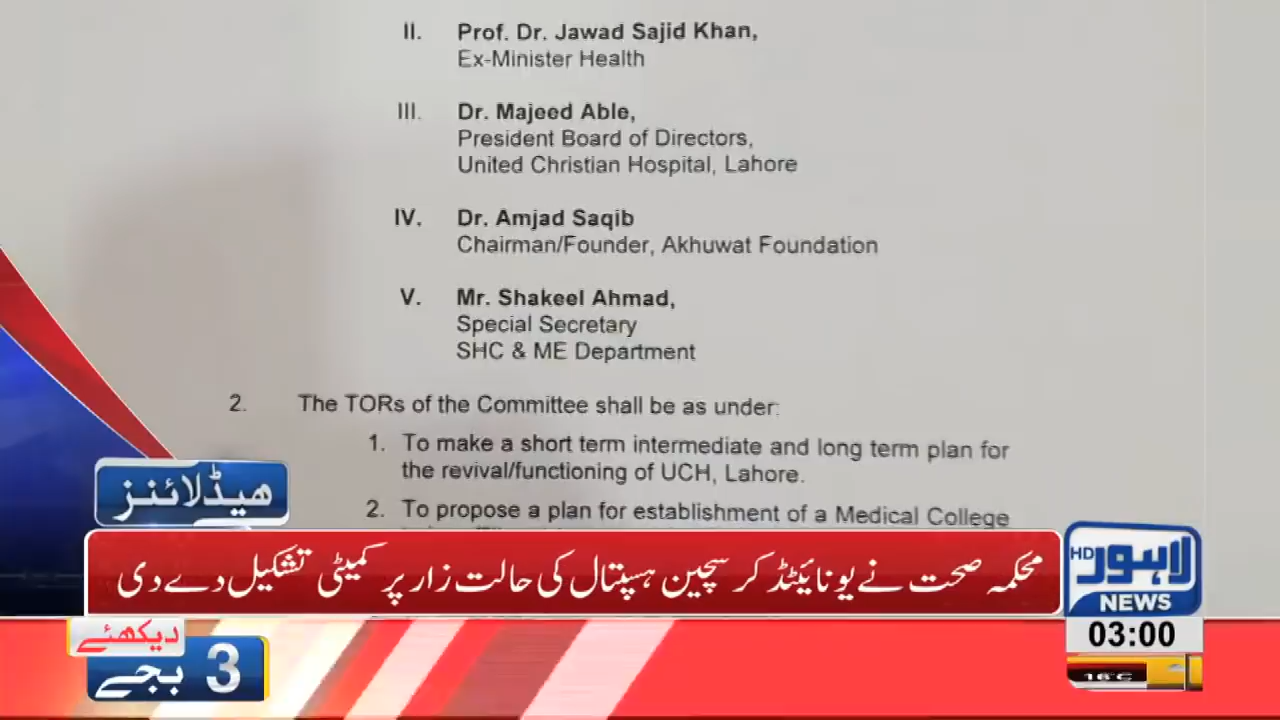 II. Prof. Dr. Jawad Sajid Khan,
Ex-Minister Health
III. Dr. Majeed Able,
President Board of Directors,
United Christian Hospital, Lahore
IV. Dr. Amjad Saqib
Chairman/Founder, Akhuwat Foundation
V. Mr. Shakeel Ahmad,
Special Secretary
SHC & ME Department
2. The TORs of the Committee shall be as under:
1. To make a short term intermediate and long term plan for
the revival/functioning of UCH, Lahore.
2. To propose a plan for establishment of a Medical College
ھیڈلائنز
محکمہ صحت نے یونائیٹڈ کرسچین ہسپتال کی حالت زار پر کمیٹی تشکیل دے دی
HD لاہور
NEWS
03:00
16°C
دیکھئے
3 بجے